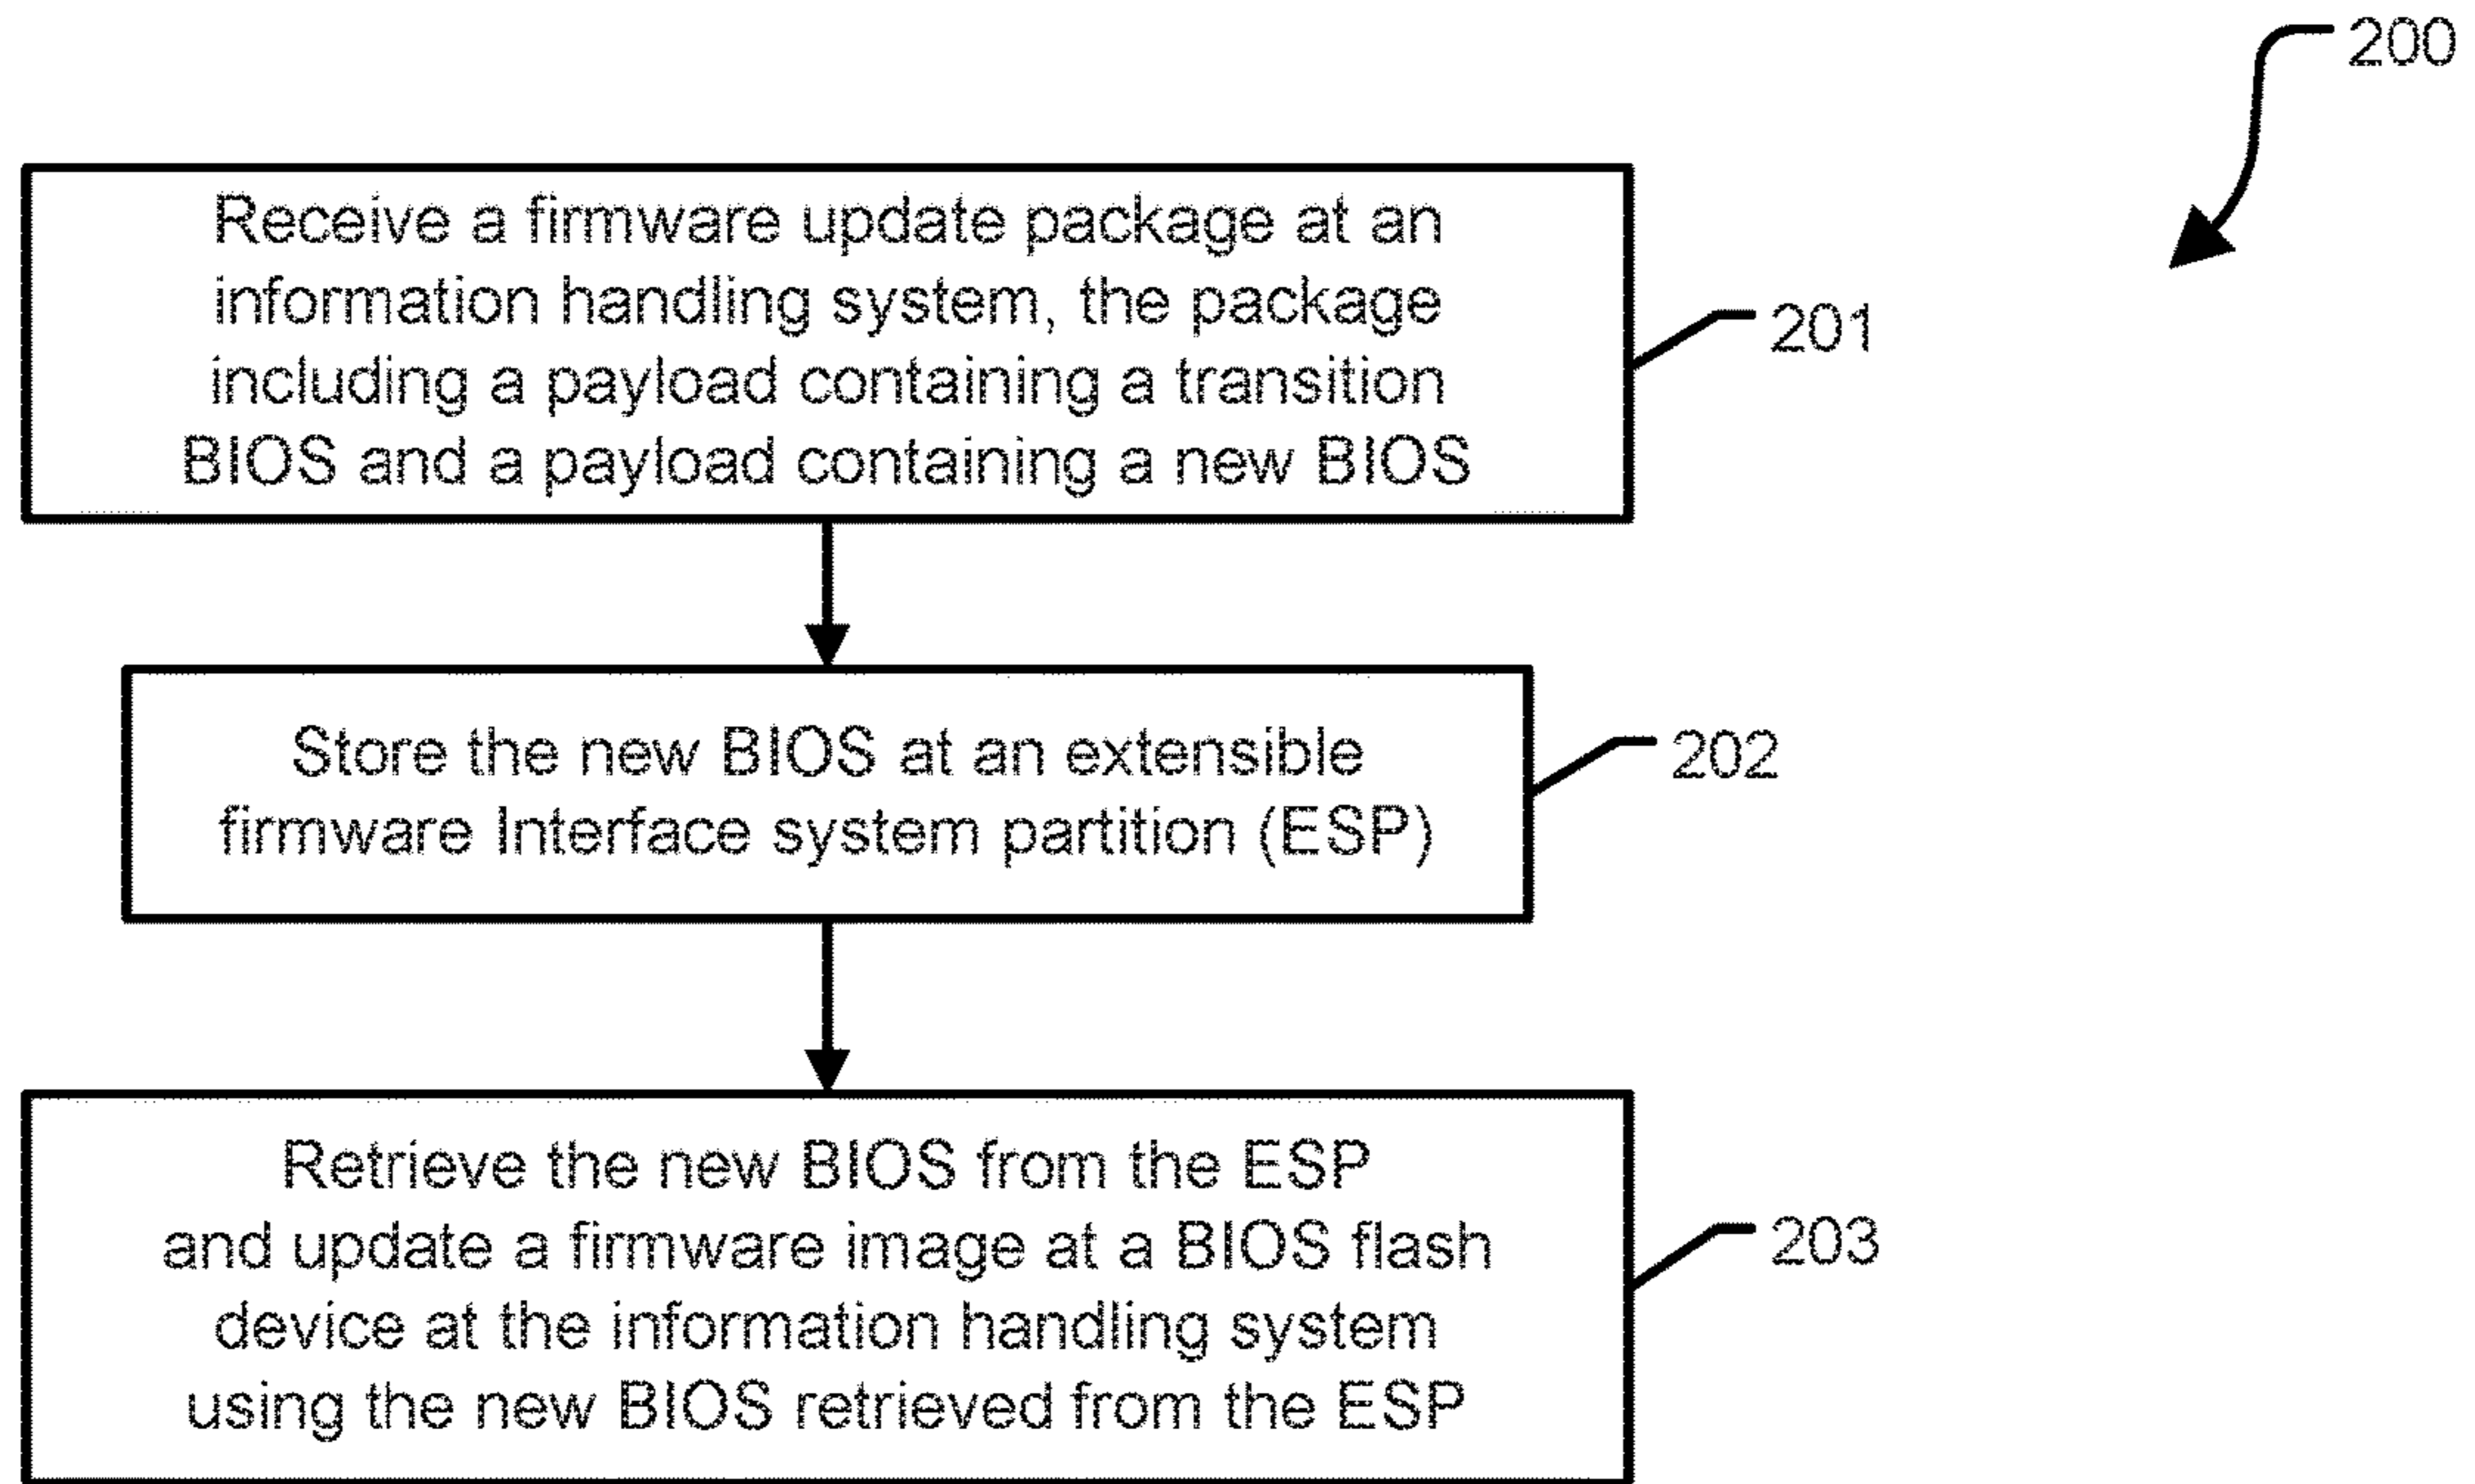 200
Receive a firmware update package at an
information handling system, the package
including a payload containing a transition
BIOS and a payload containing a new BIOS
201
Store the new BIOS at an extensible
firmware Interface system partition (ESP)
202
Retrieve the new BIOS from the ESP
and update a firmware image at a BIOS flash
device at the information handling system
using the new BIOS retrieved from the ESP
203